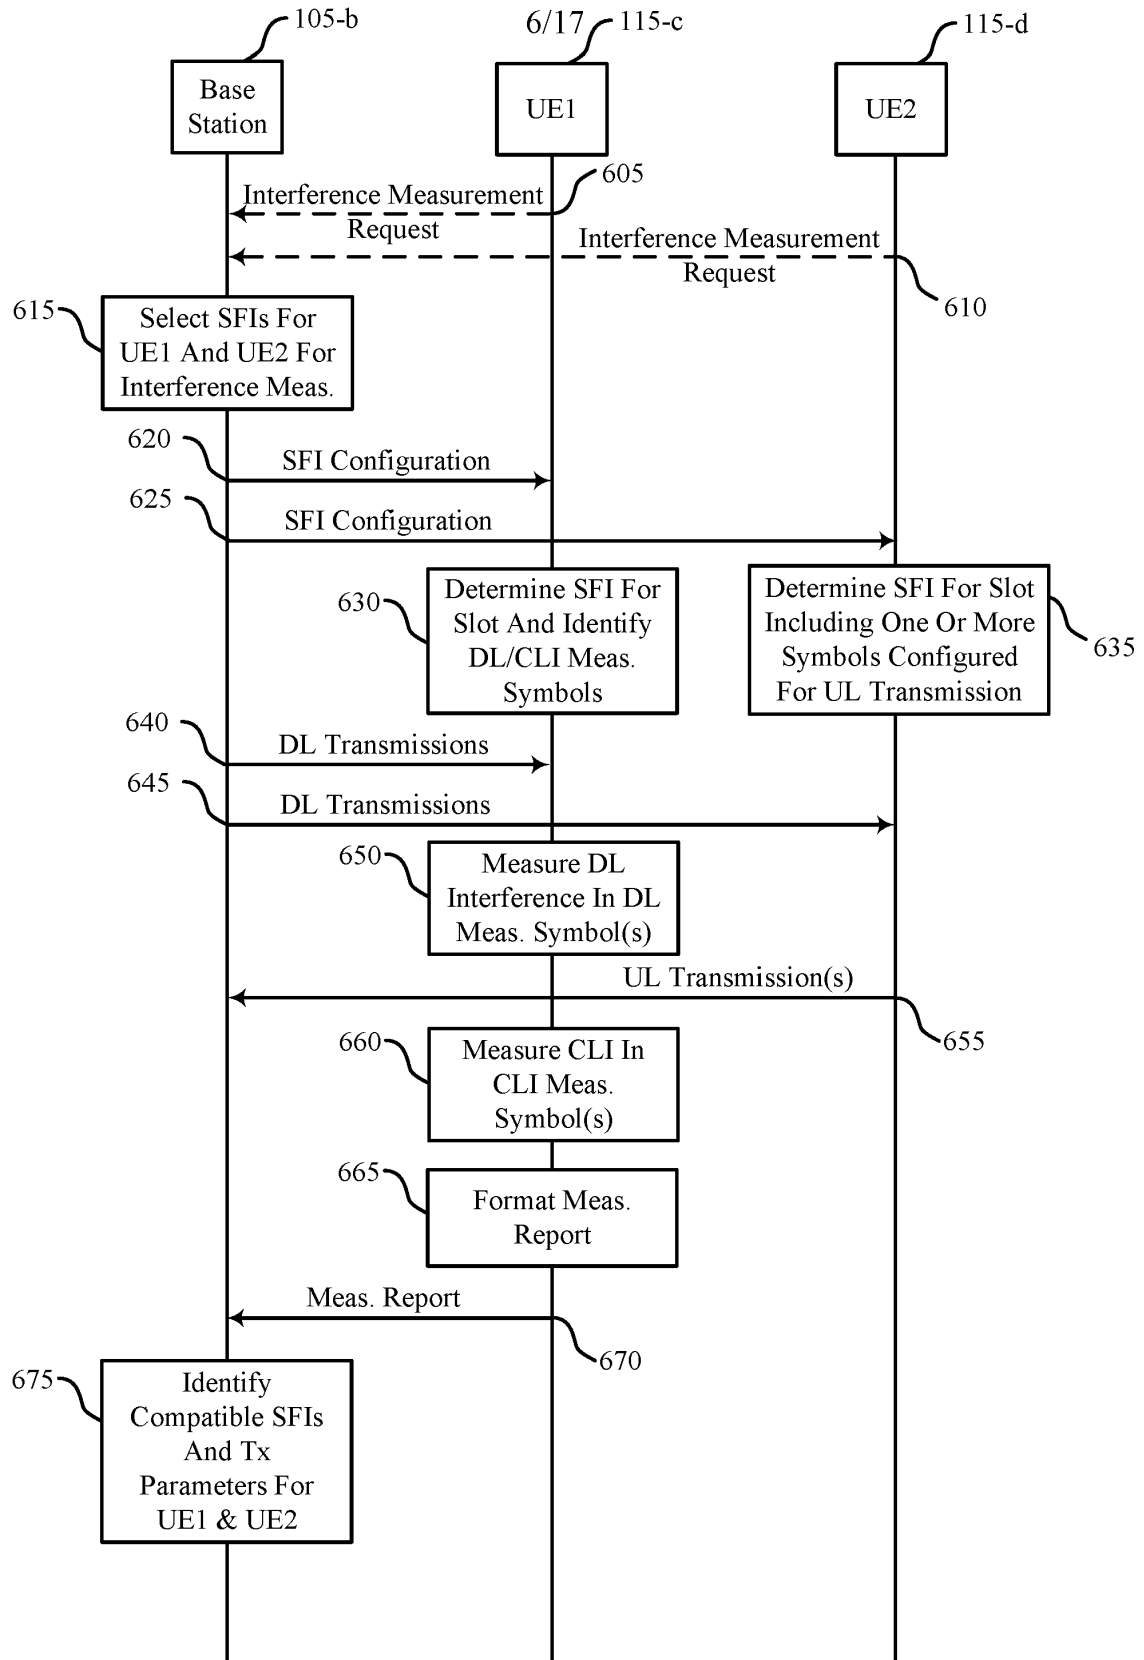 105-b
6/17
115-c
115-d
Base
Station
UE1
UE2
605
Interference Measurement
Request
Interference Measurement
Request
610
615
Select SFIs For
UE1 And UE2 For
Interference Meas.
620
SFI Configuration
625
SFI Configuration
630
Determine SFI For
Slot And Identify
DL/CLI Meas.
Symbols
Determine SFI For Slot
Including One Or More
Symbols Configured
For UL Transmission
635
640
DL Transmissions
645
DL Transmissions
650
Measure DL
Interference In DL
Meas. Symbol(s)
UL Transmission(s)
655
660
Measure CLI In
CLI Meas.
Symbol(s)
665
Format Meas.
Report
Meas. Report
670
675
Identify
Compatible SFIs
And Tx
Parameters For
UE1 & UE2